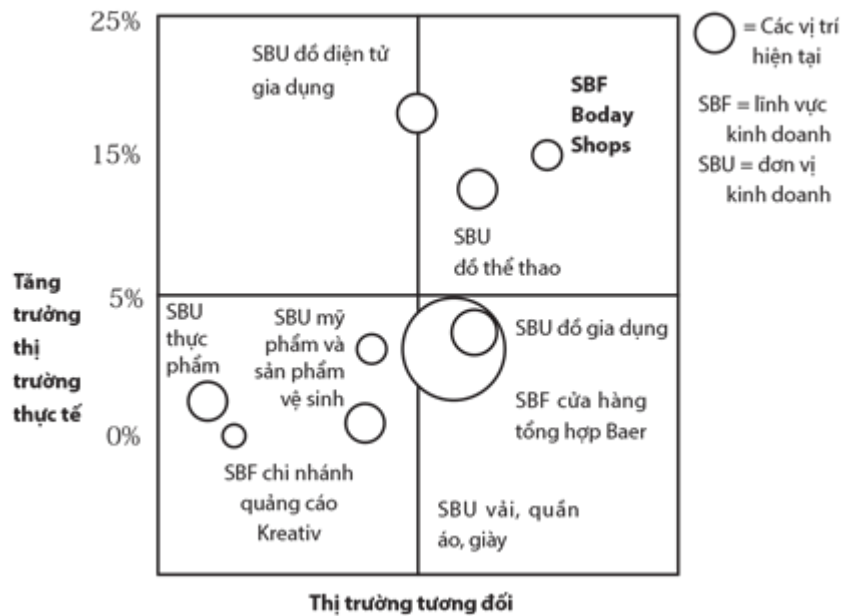 25%
SBU đồ điện tử
gia dụng
SBF
Boday
Shops
= Các vị trí
hiện tại
SBF = lĩnh vực
kinh doanh
SBU = đơn vị
kinh doanh
15%
SBU
đồ thể thao
Tăng
trưởng
thị
trường
thực tế
5%
SBU
thực
phẩm
SBU mỹ
phẩm và
sản phẩm
vệ sinh
SBU đồ gia dụng
SBF cửa hàng
tổng hợp Baer
0%
SBF chi nhánh
quảng cáo
Kreativ
SBU vải, quần
áo, giày
Thị trường tương đối